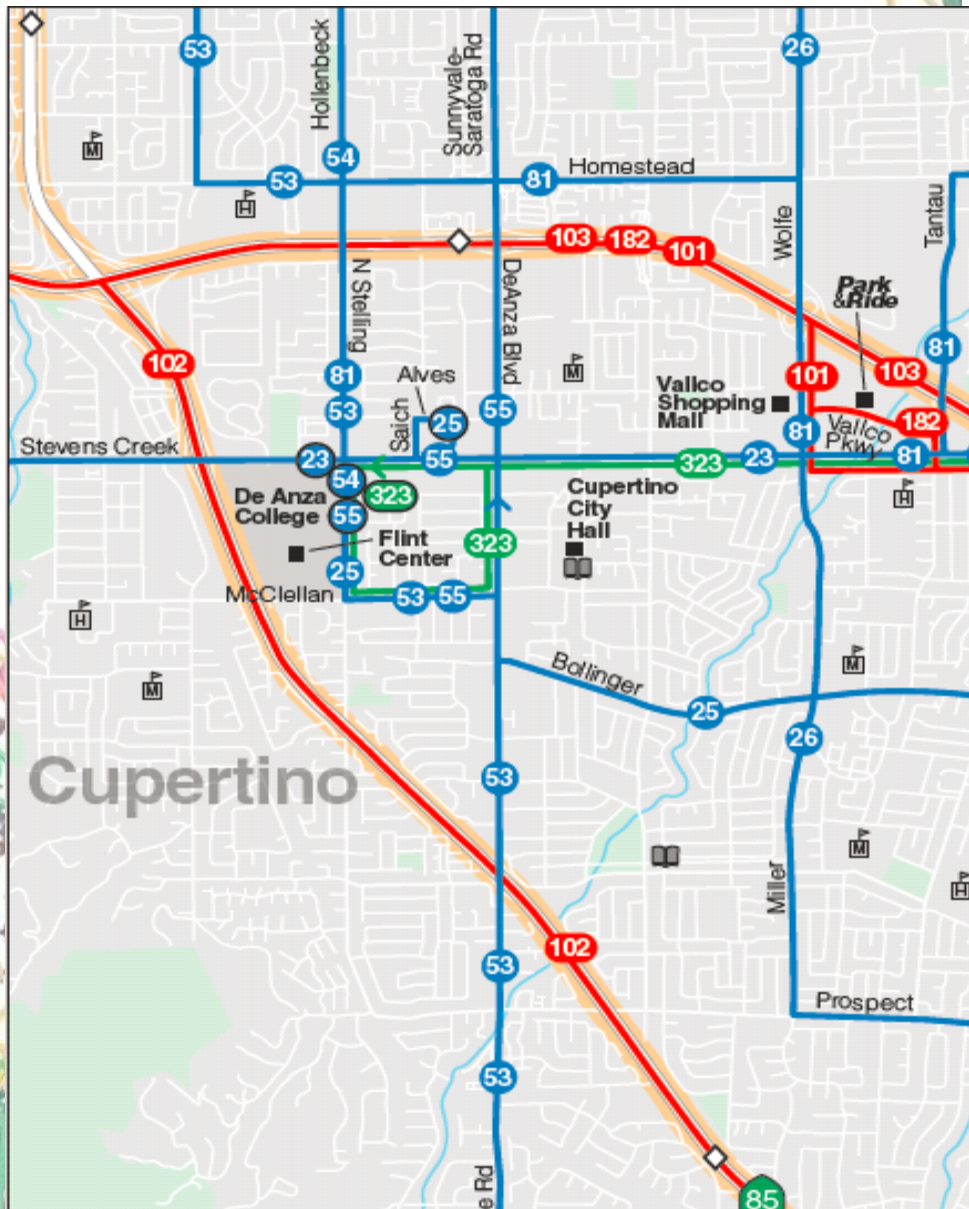 53
Hollenbeck
Sunnyvale-
Saratoga Rd
26
M
54
Homestead
53
81
H
Wolfe
Tantau
103
182
101
N Stelling
DeAnza Blvd
Park
&Ride
102
81
M
81
101
103
Alves
Vallco
Shopping
Mall
53
Saich
25
55
182
Vallco
Pkwy
81
Stevens Creek
23
55
323
23
81
54
323
De Anza
College
55
Cupertino
City
Hall
H
Flint
Center
323
25
McClellan
53
55
H
M
Bollinger
M
25
26
Cupertino
53
M
Miller
H
102
53
Prospect
53
e Rd
85